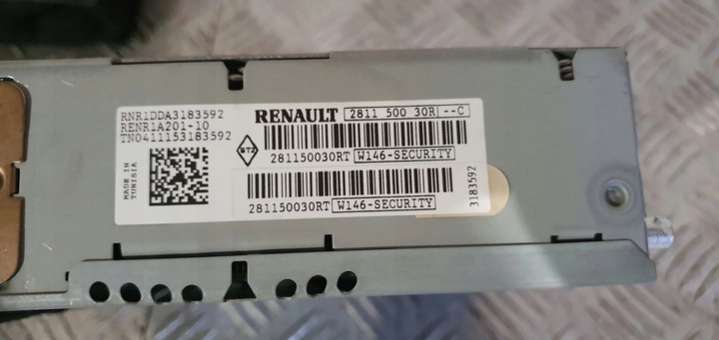 RNR1DDA3183592
RENR1A201-10
TN0411153183592
MADE IN
TUNISIA
RENAULT 2811 500 30R --C
281150030RT W146-SECURITY
281150030RT W146-SECURITY
3183592